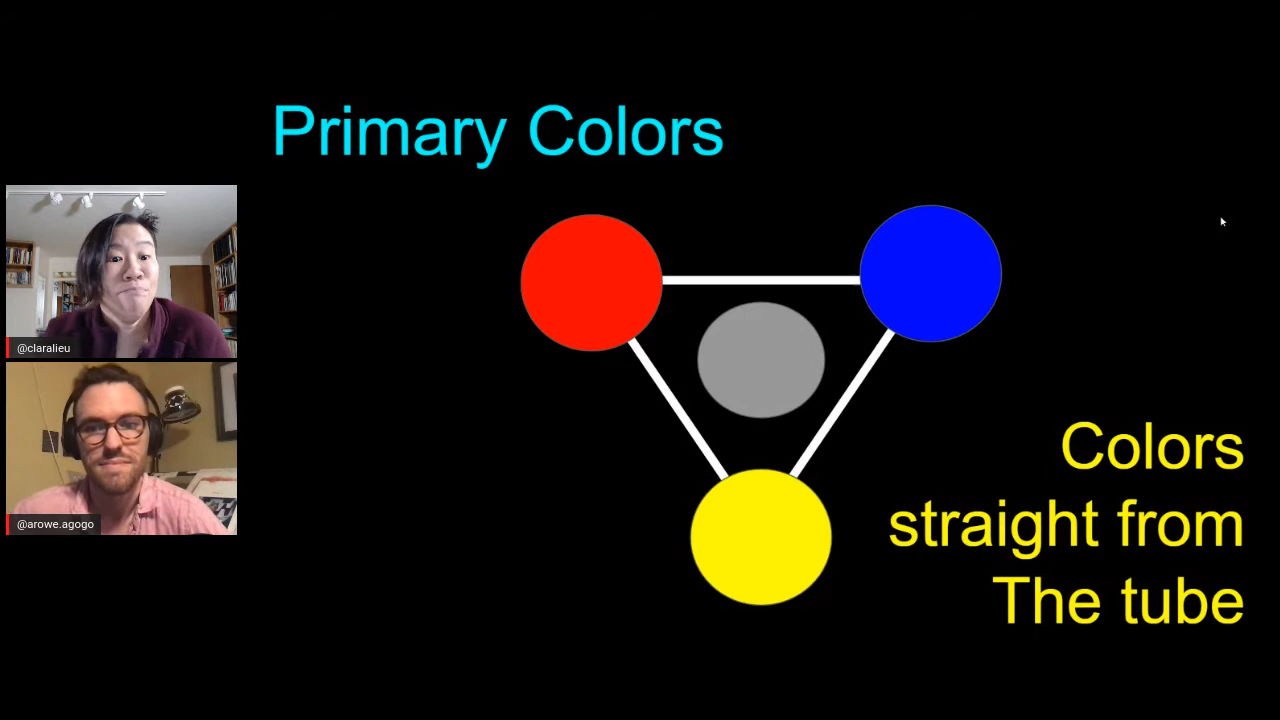 Primary Colors
@claralieu
@arowe.agogo
Colors
straight from
The tube